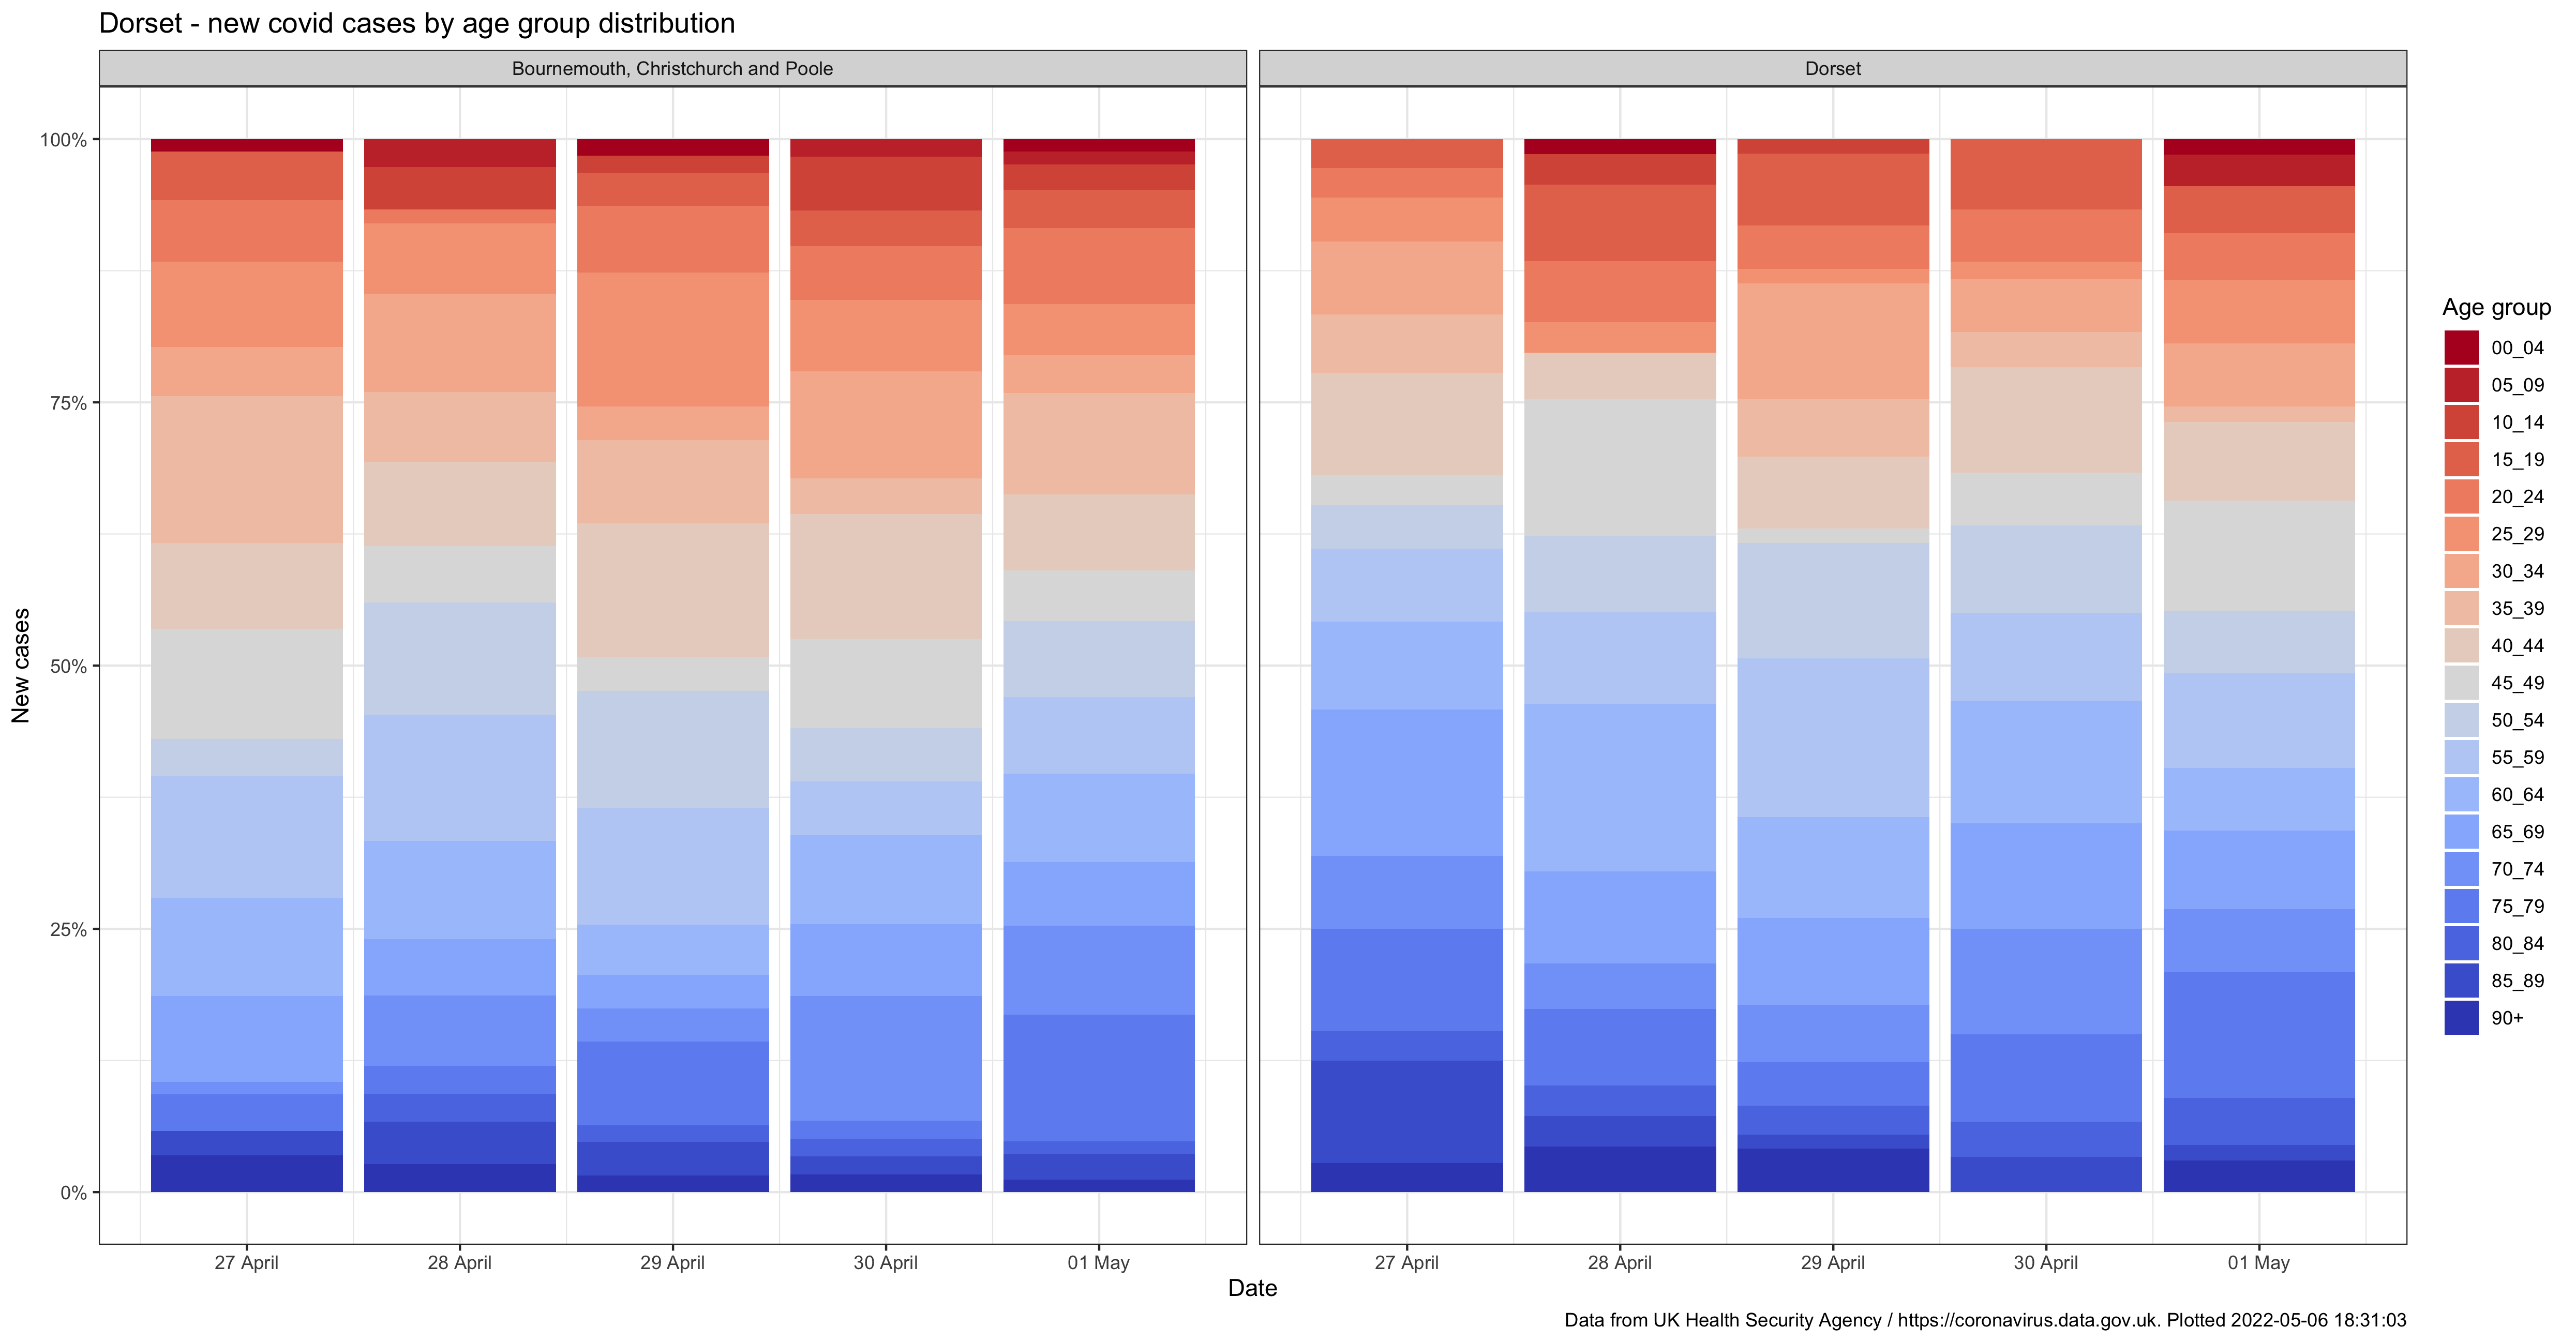 Dorset - new covid cases by age group distribution
Bournemouth, Christchurch and Poole
Dorset
New cases
100%
75%
50%
25%
0%
27 April
28 April
29 April
30 April
01 May
27 April
28 April
29 April
30 April
01 May
Date
Age group
00_04
05_09
10_14
15_19
20_24
25_29
30_34
35_39
40_44
45_49
50_54
55_59
60_64
65_69
70_74
75_79
80_84
85_89
90+
Data from UK Health Security Agency / https://coronavirus.data.gov.uk. Plotted 2022-05-06 18:31:03